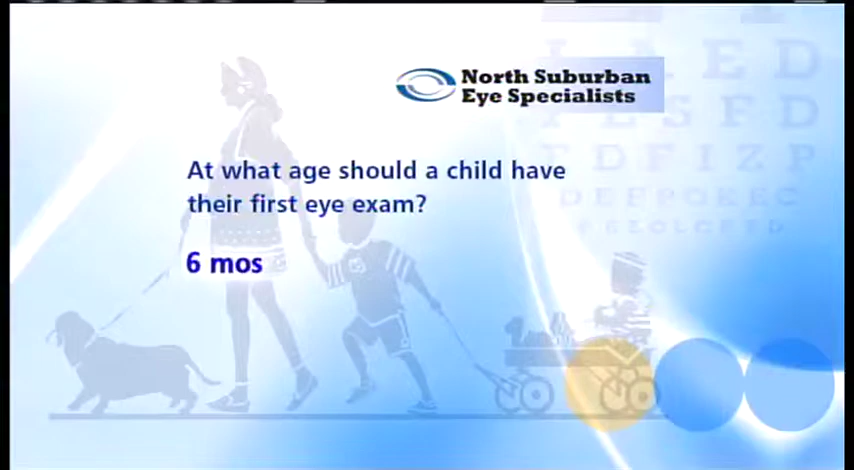 North Suburban
Eye Specialists
At what age should a child have
their first eye exam?
6 mos